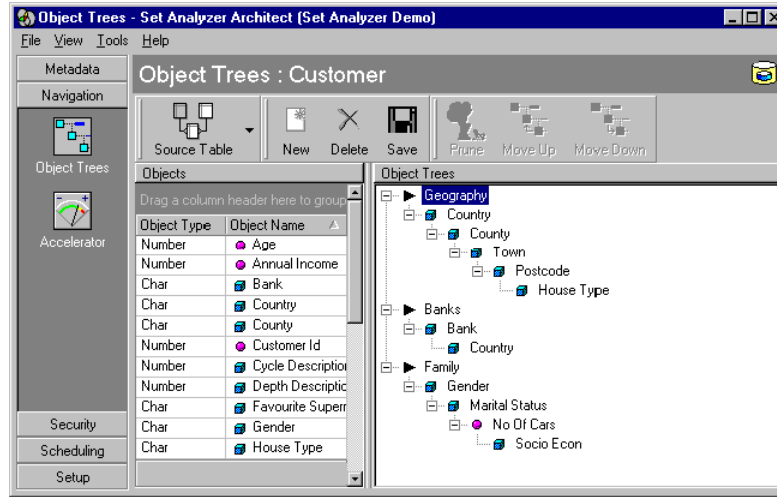 Object Trees - Set Analyzer Architect (Set Analyzer Demo)
File View Tools Help
Metadata
Navigation
Object Trees
Accelerator
Security
Scheduling
Setup
Object Trees : Customer
Source Table
New
Delete
Save
Prune
Move Up
Move Down
Objects
Drag a column header here to group
Object Type Object Name
Number Age
Number Annual Income
Char Bank
Char Country
Char County
Number Customer Id
Number Cycle Description
Number Depth Descriptic
Char Favourite Superr
Char Gender
Char House Type
Object Trees
Geography
Country
County
Town
Postcode
House Type
Banks
Bank
Country
Family
Gender
Marital Status
No Of Cars
Socio Econ